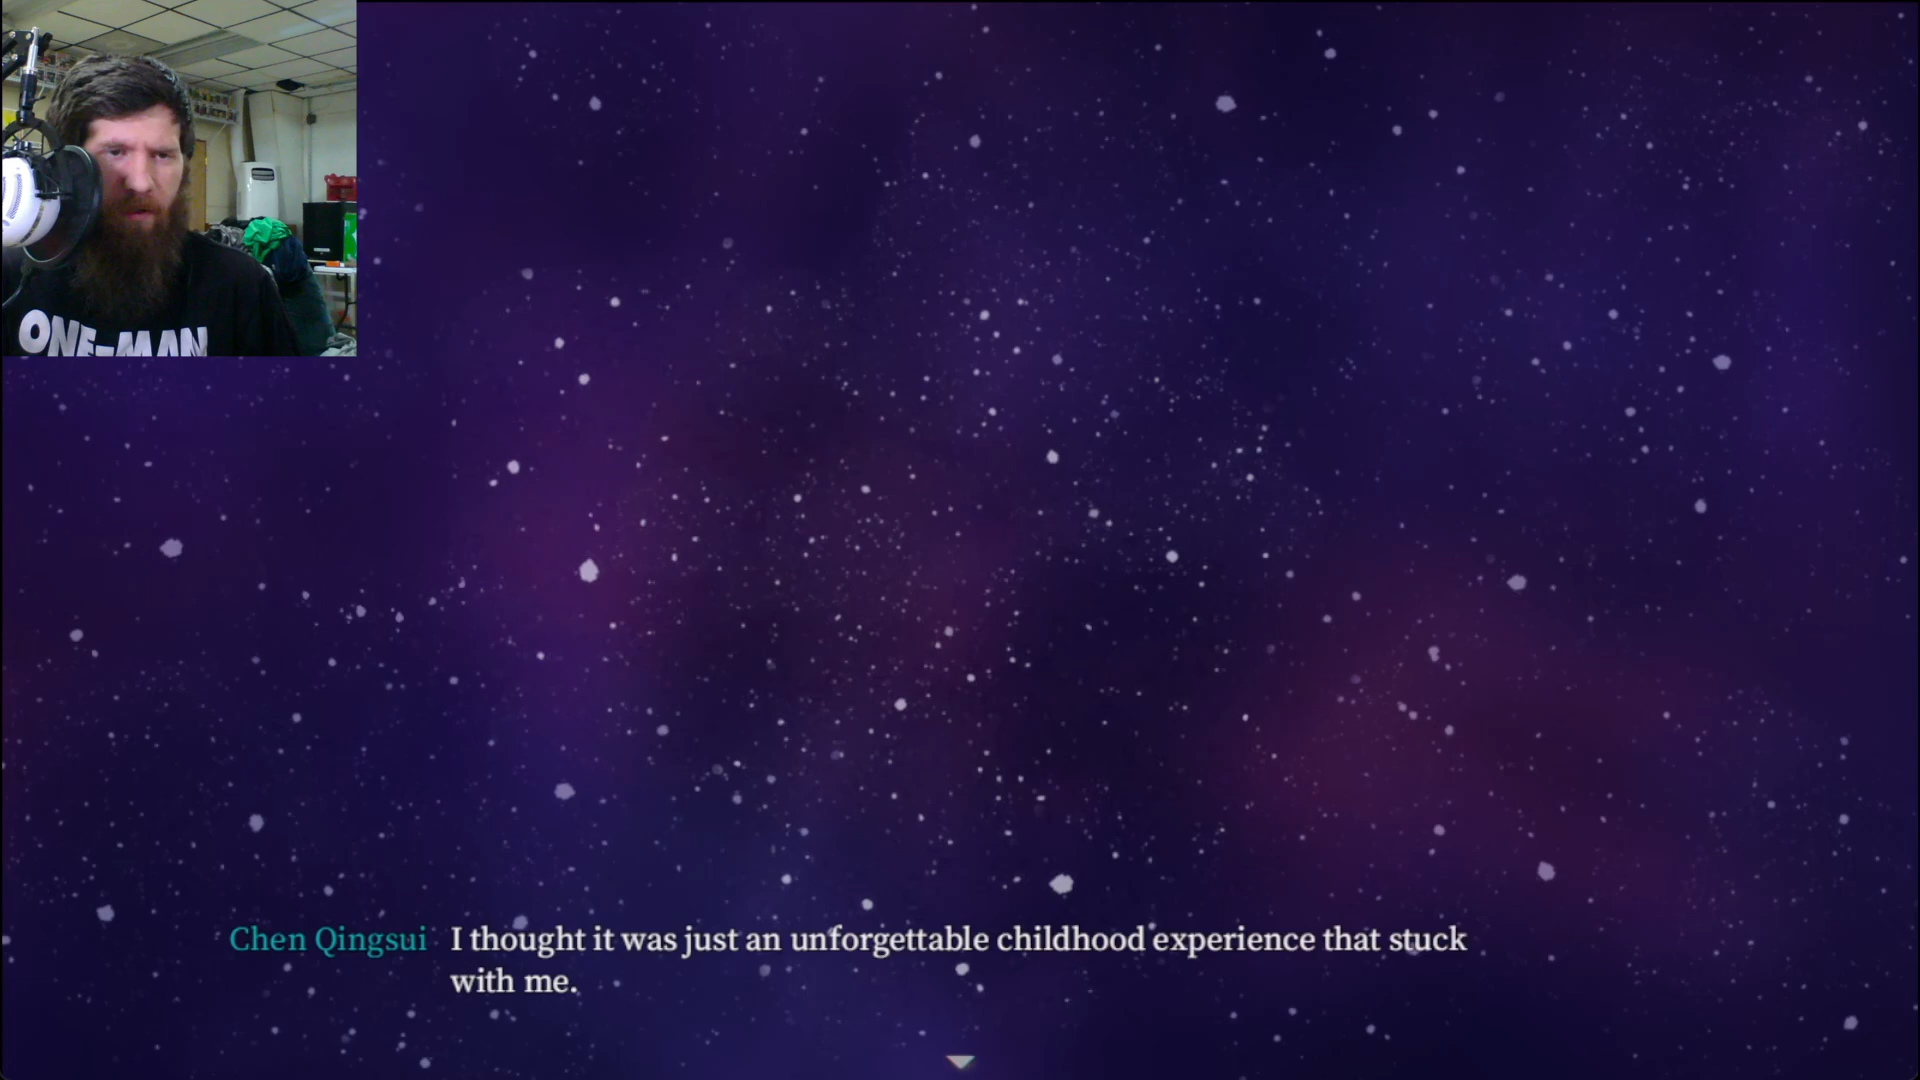 ONE-MAN
Chen Qingsui I thought it was just an unforgettable childhood experience that stuck
with me.